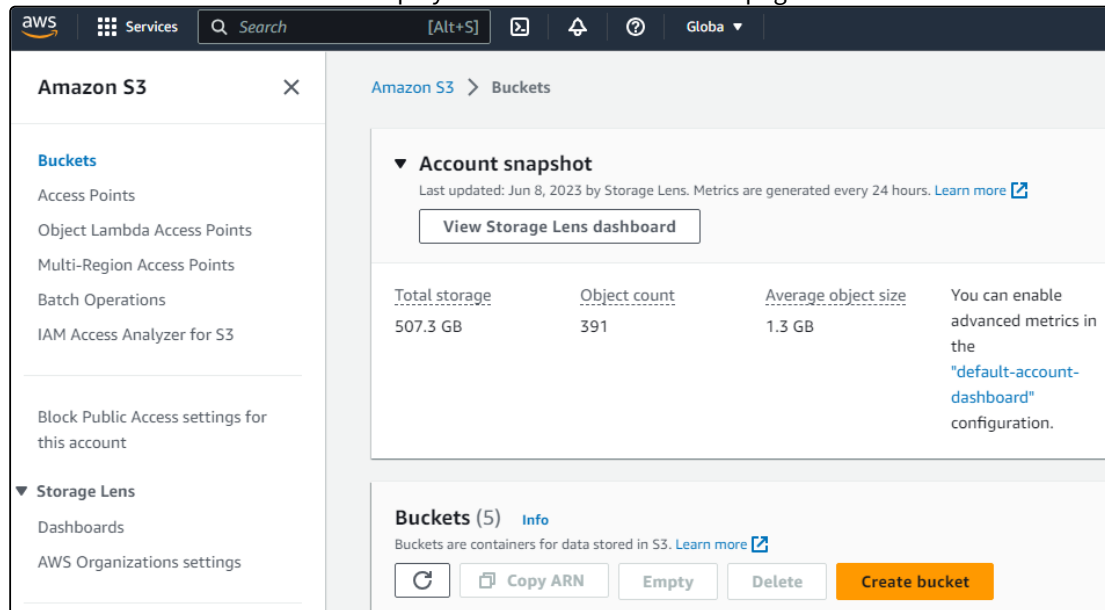 aws Services Search [Alt+S] Globa
Amazon S3
Buckets
Access Points
Object Lambda Access Points
Multi-Region Access Points
Batch Operations
IAM Access Analyzer for S3
Block Public Access settings for
this account
Storage Lens
Dashboards
AWS Organizations settings
Amazon S3 > Buckets
Account snapshot
Last updated: Jun 8, 2023 by Storage Lens. Metrics are generated every 24 hours. Learn more
View Storage Lens dashboard
Total storage
507.3 GB
Object count
391
Average object size
1.3 GB
You can enable
advanced metrics in
the
"default-account-
dashboard"
configuration.
Buckets (5) Info
Buckets are containers for data stored in S3. Learn more
Copy ARN Empty Delete Create bucket